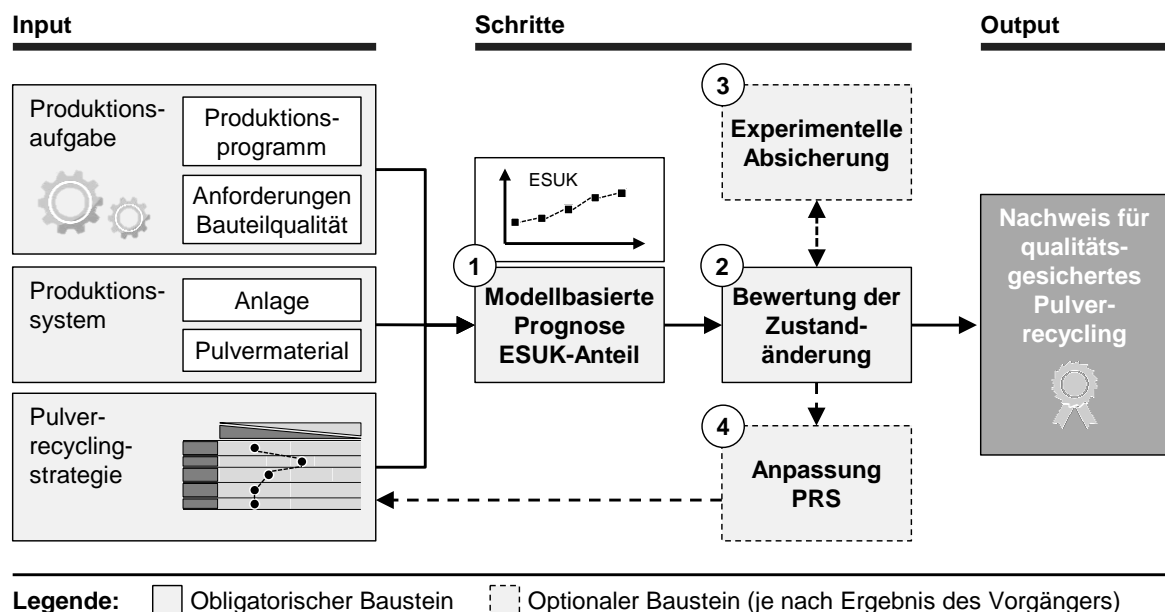 Input
Schritte
Output
Produktions-
aufgabe
Produktions-
programm
Anforderungen
Bauteilqualität
Produktions-
system
Anlage
Pulvermaterial
Pulver-
recycling-
strategie
ESUK
1
Modellbasierte
Prognose
ESUK-Anteil
2
Bewertung der
Zustand-
änderung
3
Experimentelle
Absicherung
4
Anpassung
PRS
Nachweis für
qualitäts-
gesichertes
Pulver-
recycling
Legende:
Obligatorischer Baustein
Optionaler Baustein (je nach Ergebnis des Vorgängers)